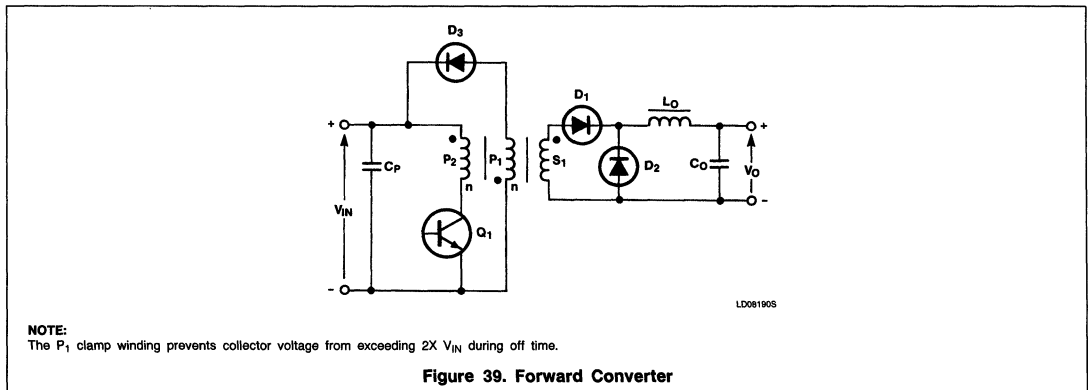 D3
D1
LO
+
+
P2
P1
S1
CP
D2
CO
VO
n
n
-
VIN
Q1
-
LD08190S
NOTE:
The P1 clamp winding prevents collector voltage from exceeding 2X VIN during off time.
Figure 39. Forward Converter